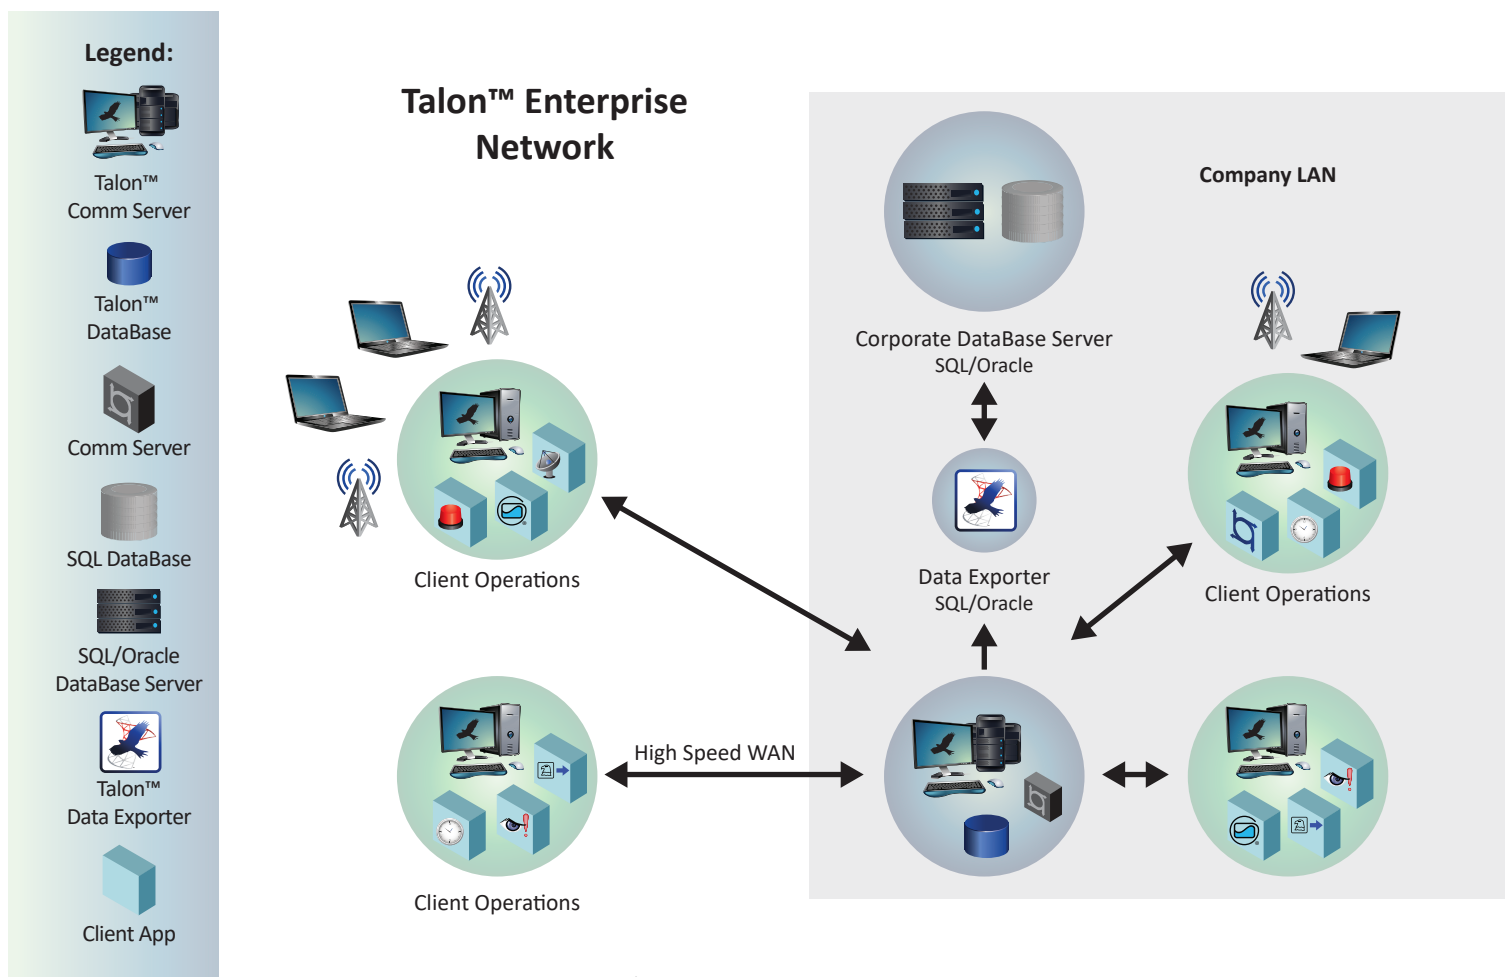 Legend:
Talon™
Comm Server
Talon™
DataBase
Comm Server
SQL DataBase
SQL/Oracle
DataBase Server
Talon™
Data Exporter
Client App
Talon™ Enterprise
Network
Company LAN
Corporate DataBase Server
SQL/Oracle
Data Exporter
SQL/Oracle
Client Operations
Client Operations
High Speed WAN
Client Operations